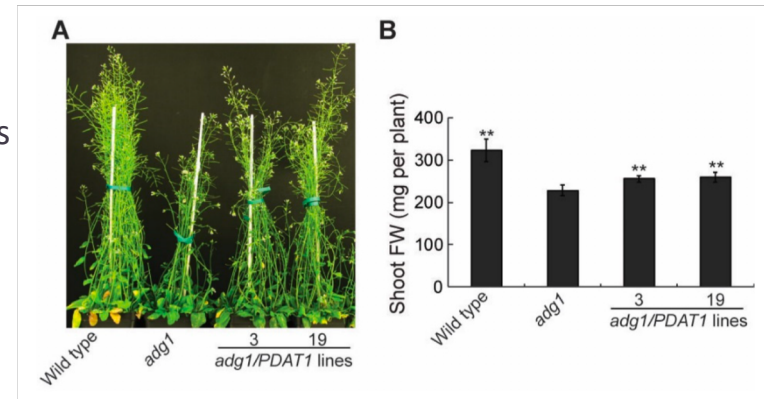 s
A
Wild type
adg1
3 19
adg1/PDAT1 lines
B
Shoot FW (mg per plant)
400
300
200
100
0
**
**
**
Wild type
adg1
3 19
adg1/PDAT1 lines